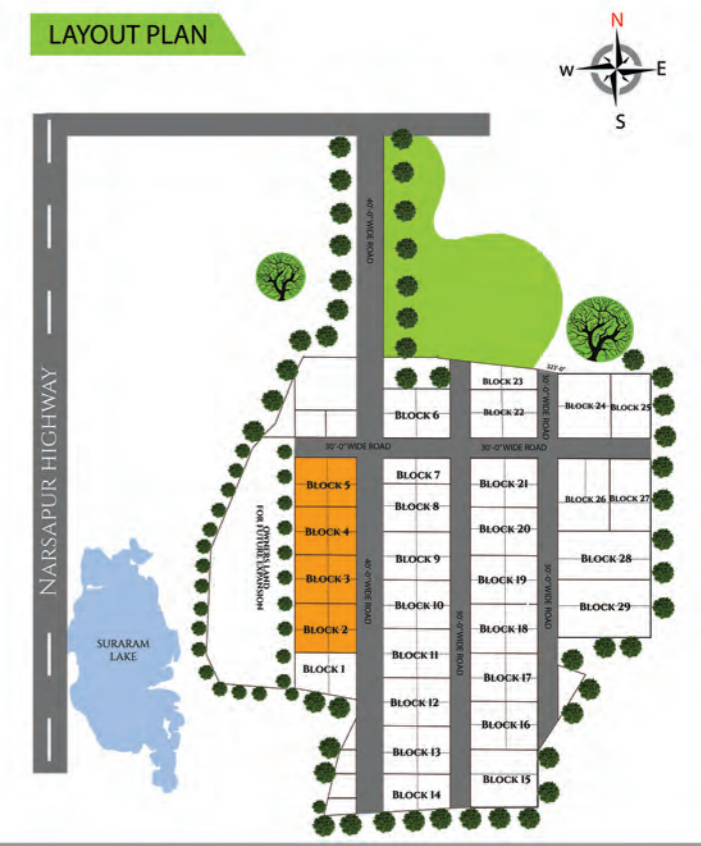 LAYOUT PLAN
N
W
E
S
40'-0"WIDE ROAD
NARSAPUR HIGHWAY
SURARAM
LAKE
OWNERS LAND
FOR FUTURE EXPANSION
123'-0"
BLOCK 23
30'-0"WIDE ROAD
BLOCK 6
BLOCK 22
BLOCK 24
BLOCK 25
30'-0"WIDE ROAD
30'-0"WIDE ROAD
BLOCK 5
BLOCK 7
BLOCK 21
BLOCK 26
BLOCK 27
BLOCK 4
BLOCK 8
BLOCK 20
BLOCK 3
BLOCK 9
BLOCK 19
BLOCK 28
40'-0"WIDE ROAD
30'-0"WIDE ROAD
BLOCK 2
BLOCK 10
BLOCK 18
BLOCK 29
30'-0"WIDE ROAD
BLOCK 1
BLOCK 11
BLOCK 17
BLOCK 12
BLOCK 16
BLOCK 13
BLOCK 15
BLOCK 14